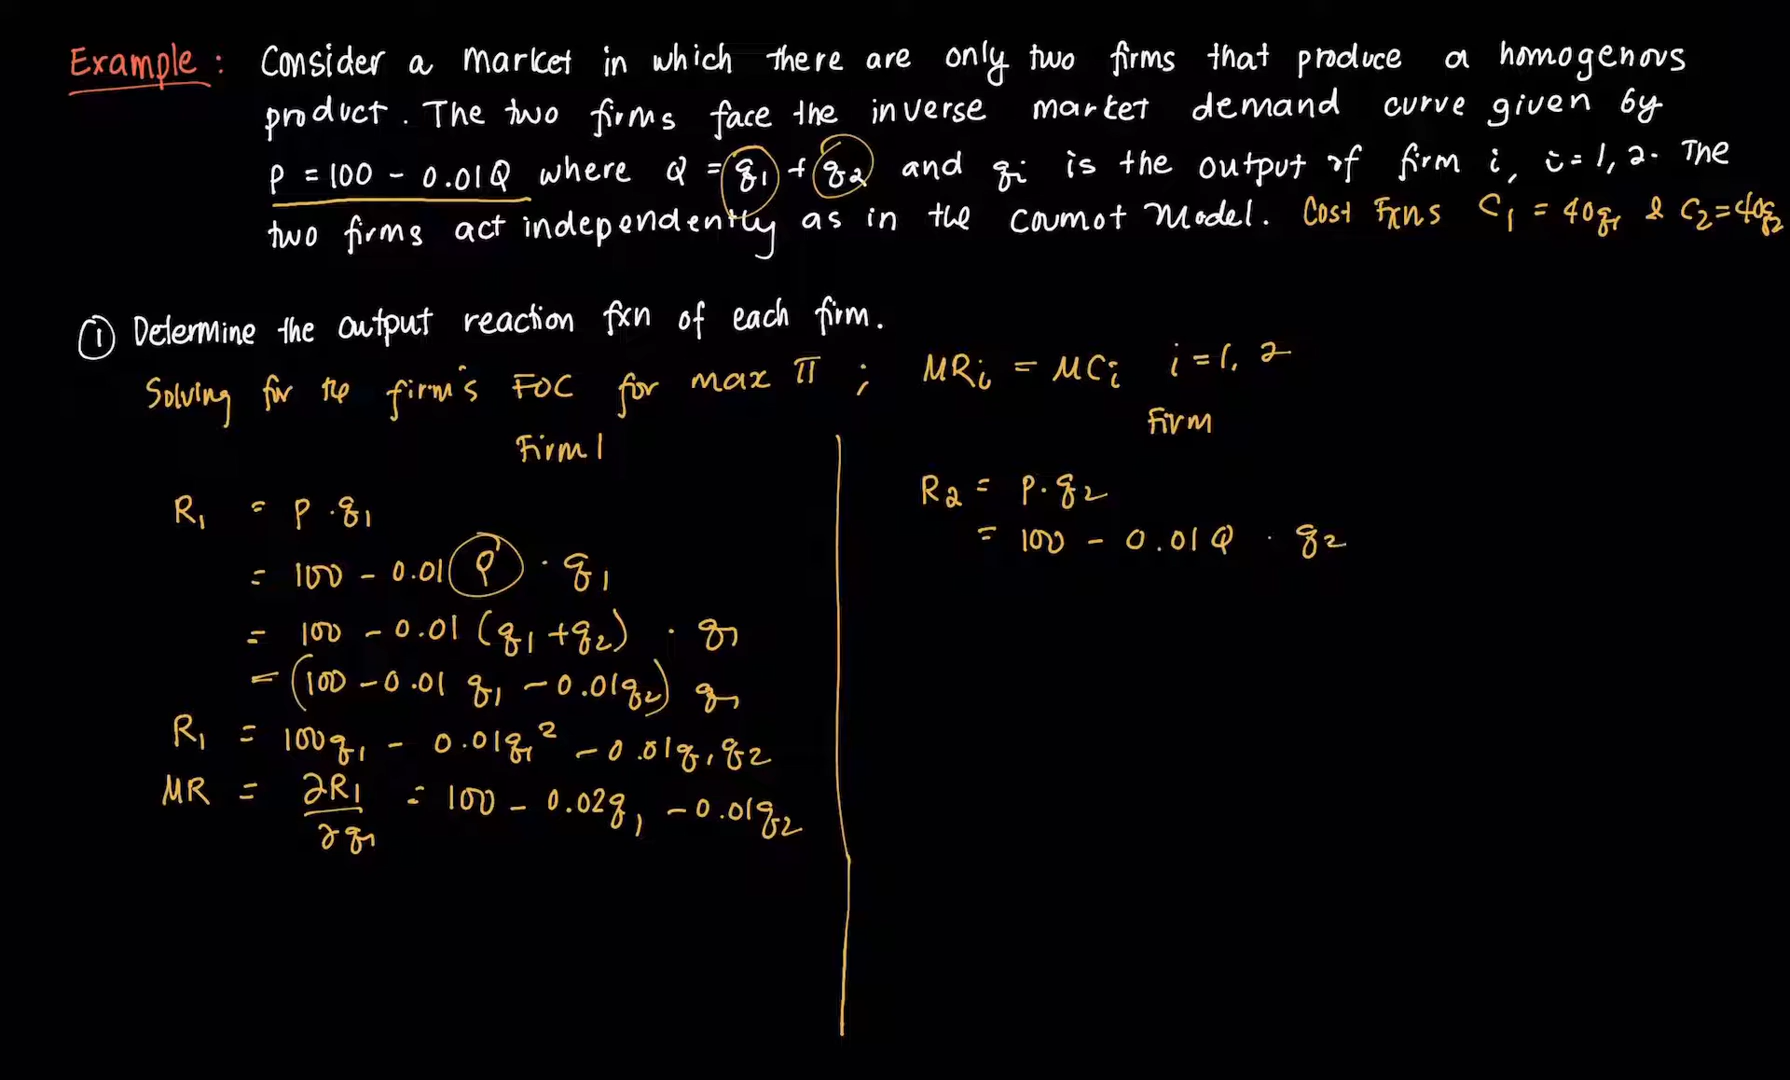 Example: Consider a market in which there are only two firms that produce a homogenous
product. The two firms face the inverse market demand curve given by
P = 100 - 0.01Q where Q = q₁ + q₂ and qi is the output of firm i, i = 1, 2. The
two firms act independently as in the Cournot Model. Cost Fxns C₁ = 40q₁ & C₂ = 40q₂
① Determine the output reaction fxn of each firm.
Solving for the firm's FOC for max π ; MRi = MCi i = 1, 2
Firm 1
R₁ = P · q₁
= 100 - 0.01 Q · q₁
= 100 - 0.01 (q₁ + q₂) · q₁
= (100 - 0.01 q₁ - 0.01q₂) q₁
R₁ = 100q₁ - 0.01q₁² - 0.01q₁q₂
MR = ∂R₁/∂q₁ = 100 - 0.02q₁ - 0.01q₂
Firm
R₂ = P · q₂
= 100 - 0.01Q · q₂